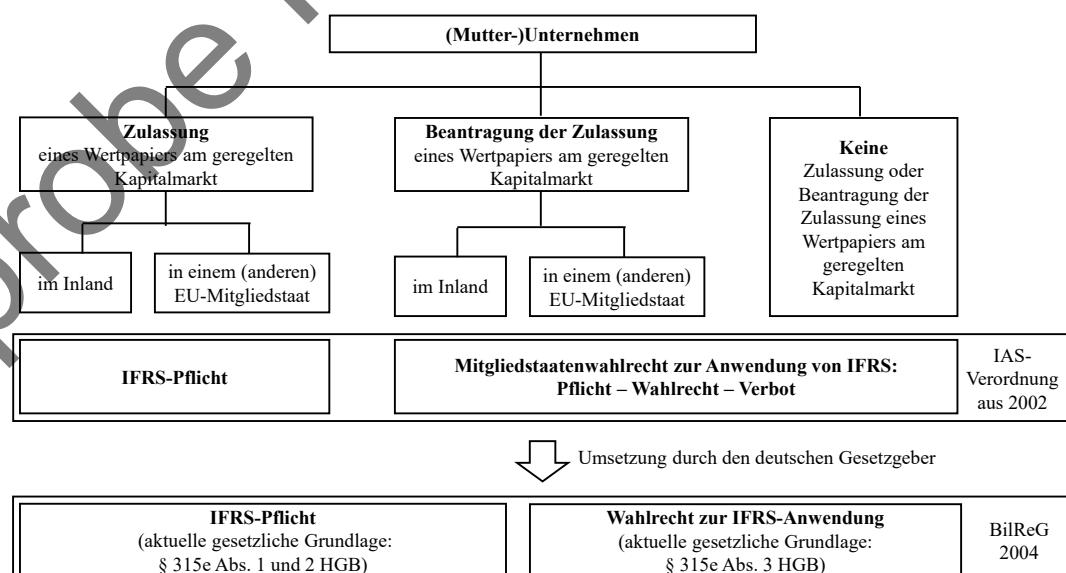 (Mutter-)Unternehmen
Zulassung
eines Wertpapiers am geregelten
Kapitalmarkt
Beantragung der Zulassung
eines Wertpapiers am geregelten
Kapitalmarkt
Keine
Zulassung oder
Beantragung der
Zulassung eines
Wertpapiers am
geregelten
Kapitalmarkt
im Inland
in einem (anderen)
EU-Mitgliedstaat
im Inland
in einem (anderen)
EU-Mitgliedstaat
IFRS-Pflicht
Mitgliedstaatenwahlrecht zur Anwendung von IFRS:
Pflicht – Wahlrecht – Verbot
IAS-
Verordnung
aus 2002
Umsetzung durch den deutschen Gesetzgeber
IFRS-Pflicht
(aktuelle gesetzliche Grundlage:
§ 315e Abs. 1 und 2 HGB)
Wahlrecht zur IFRS-Anwendung
(aktuelle gesetzliche Grundlage:
§ 315e Abs. 3 HGB)
BilReG
2004
probe